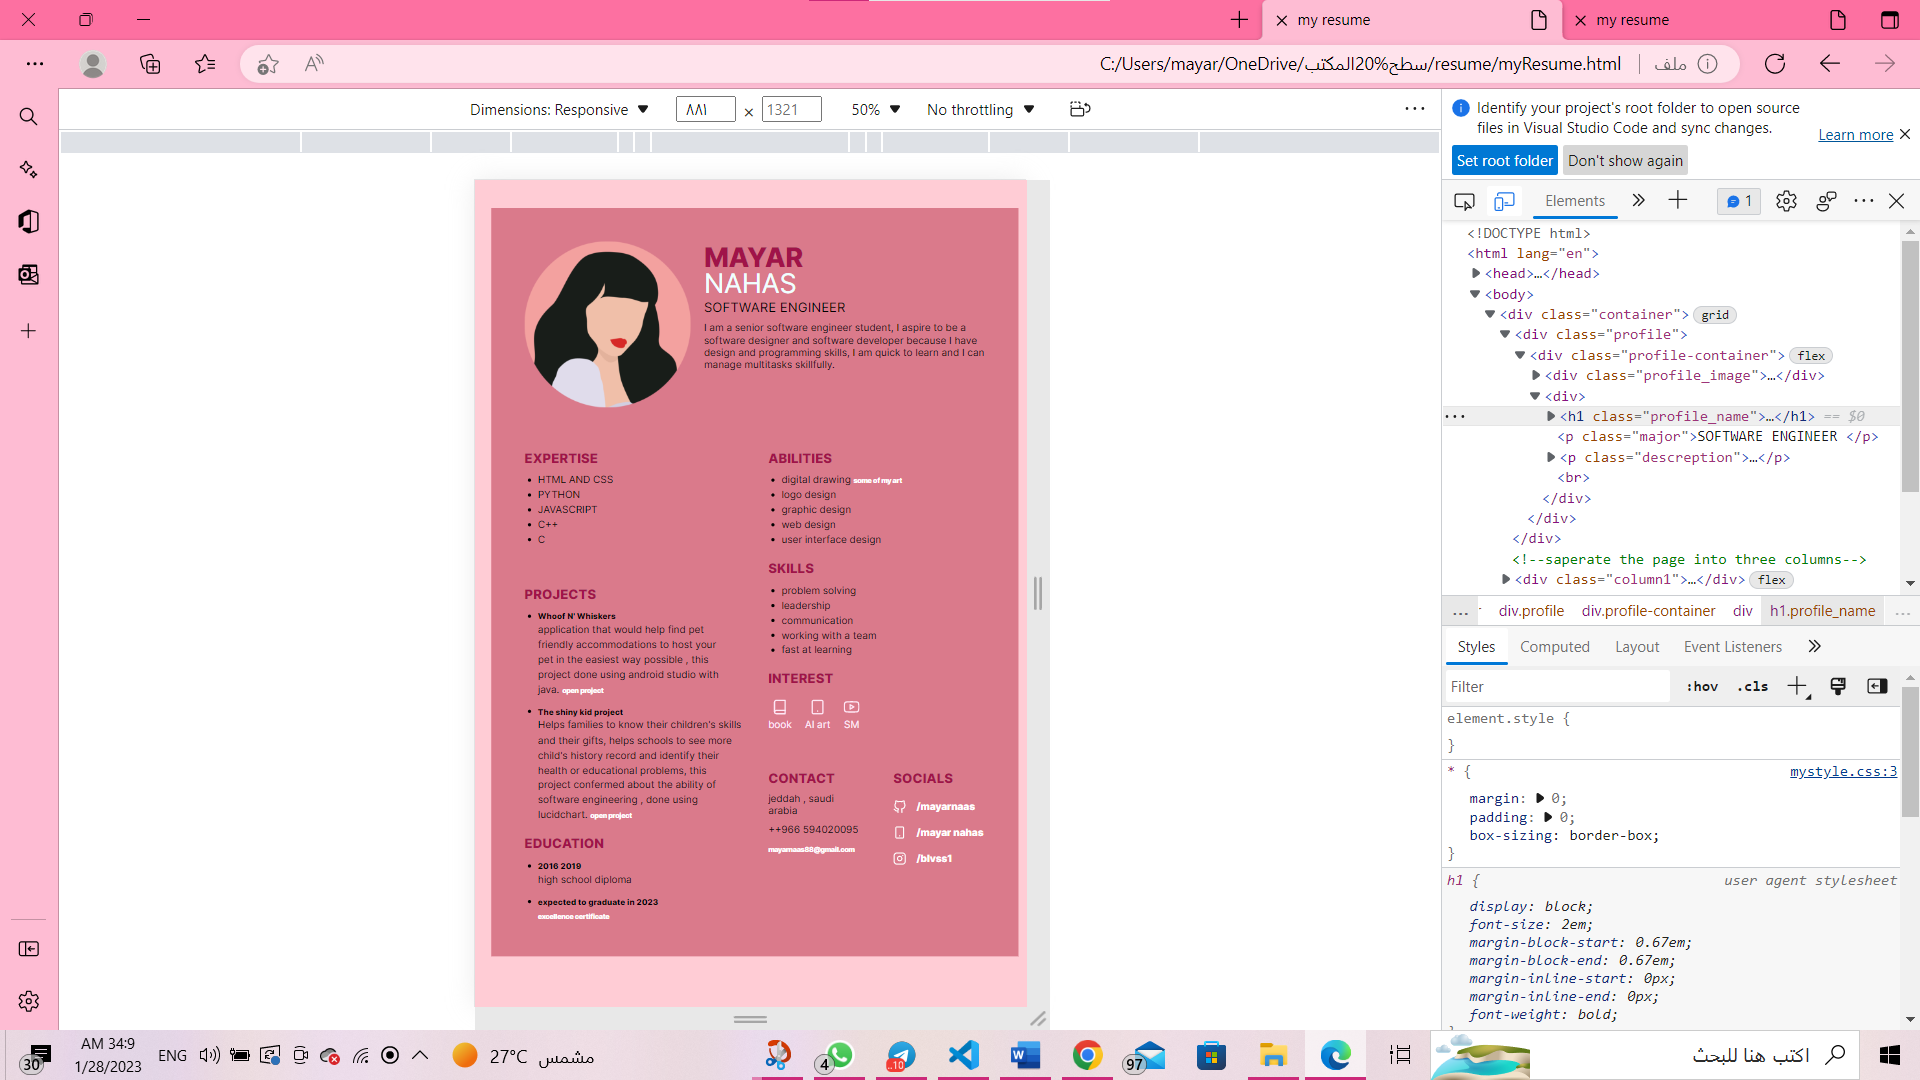 my resume
my resume
C:/Users/mayar/OneDrive/سطح%20المكتب/resume/myResume.html
ملف
Dimensions: Responsive
٨٨١
×
1321
50%
No throttling
MAYAR
NAHAS
SOFTWARE ENGINEER
I am a senior software engineer student, I aspire to be a
software designer and software developer because I have
design and programming skills, I am quick to learn and I can
manage multitasks skillfully.
EXPERTISE
HTML AND CSS
PYTHON
JAVASCRIPT
C++
C
PROJECTS
Whoof N' Whiskers
application that would help find pet
friendly accommodations to host your
pet in the easiest way possible , this
project done using android studio with
java. open project
The shiny kid project
Helps families to know their children's skills
and their gifts, helps schools to see more
child's history record and identify their
health or educational problems, this
project confermed about the ability of
software engineering , done using
lucidchart. open project
EDUCATION
2016 2019
high school diploma
expected to graduate in 2023
excellence certificate
ABILITIES
digital drawing some of my art
logo design
graphic design
web design
user interface design
SKILLS
problem solving
leadership
communication
working with a team
fast at learning
INTEREST
book AI art SM
CONTACT
jeddah , saudi
arabia
++966 594020095
mayarnaas88@gmail.com
SOCIALS
/mayarnaas
/mayar nahas
/blvss1
Identify your project's root folder to open source
files in Visual Studio Code and sync changes.
Learn more
Set root folder
Don't show again
Elements
1
<!DOCTYPE html>
<html lang="en">
<head>…</head>
<body>
<div class="container"> grid
<div class="profile">
<div class="profile-container"> flex
<div class="profile_image">…</div>
<div>
<h1 class="profile_name">…</h1> == $0
<p class="major">SOFTWARE ENGINEER </p>
<p class="descreption">…</p>
<br>
</div>
</div>
</div>
<!--saperate the page into three columns-->
<div class="column1">…</div> flex
… div.profile div.profile-container div h1.profile_name …
Styles Computed Layout Event Listeners
Filter
:hov .cls
element.style {
}
* {
mystyle.css:3
margin: 0;
padding: 0;
box-sizing: border-box;
}
h1 {
user agent stylesheet
display: block;
font-size: 2em;
margin-block-start: 0.67em;
margin-block-end: 0.67em;
margin-inline-start: 0px;
margin-inline-end: 0px;
font-weight: bold;
30
AM 34:9
1/28/2023
ENG
27°C مشمس
4
..10
97
اكتب هنا للبحث